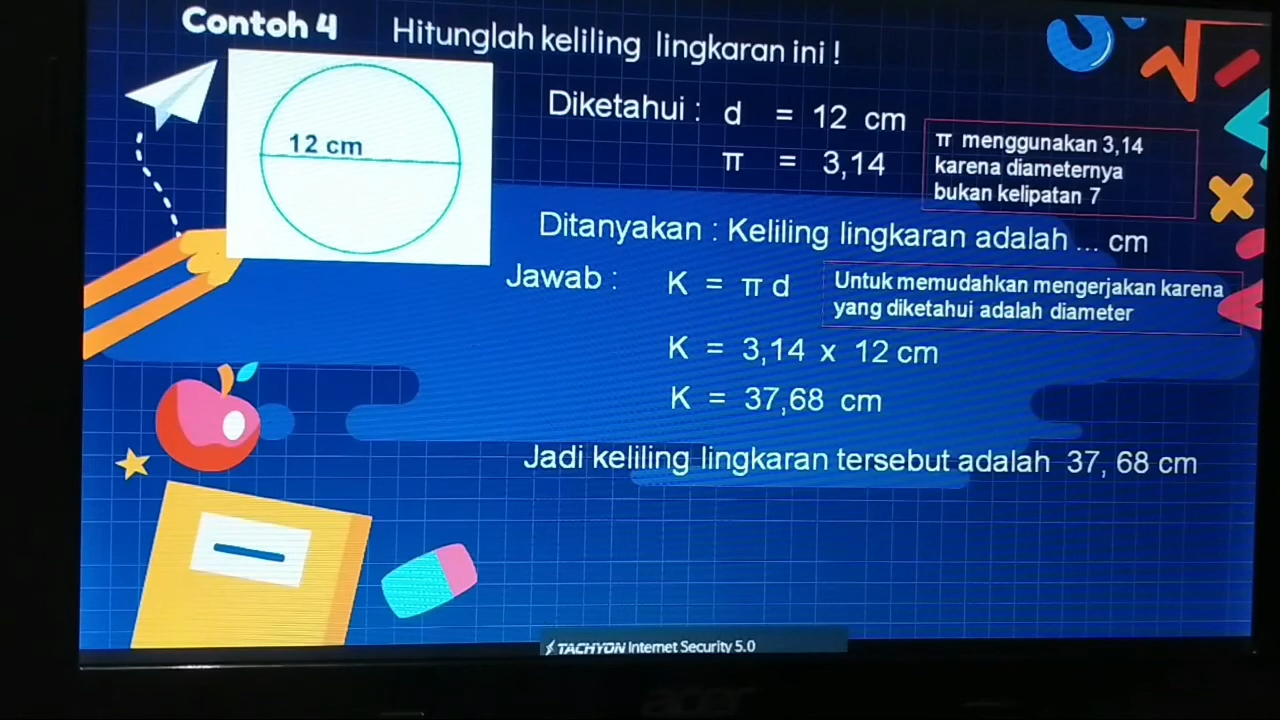 Contoh 4 Hitunglah keliling lingkaran ini !
12 cm
Diketahui : d = 12 cm
π = 3,14
π menggunakan 3,14
karena diameternya
bukan kelipatan 7
Ditanyakan : Keliling lingkaran adalah ... cm
Jawab : K = π d
Untuk memudahkan mengerjakan karena
yang diketahui adalah diameter
K = 3,14 x 12 cm
K = 37,68 cm
Jadi keliling lingkaran tersebut adalah 37, 68 cm
TACHYON Internet Security 5.0
acer